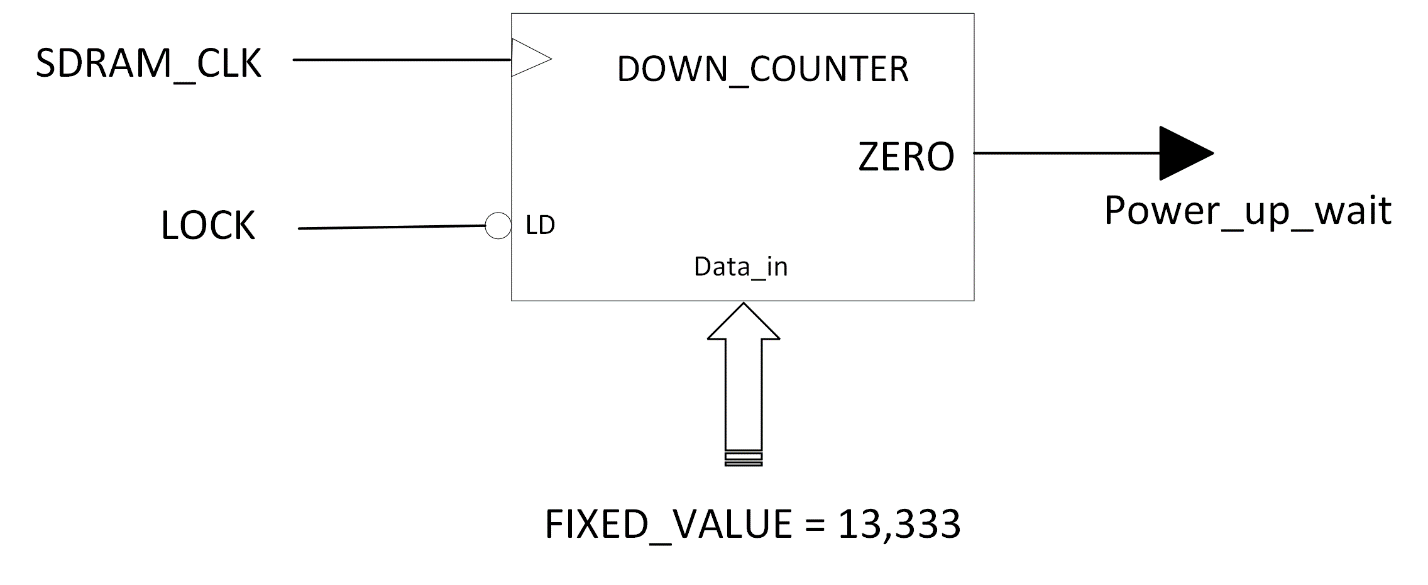 SDRAM_CLK
DOWN_COUNTER
ZERO
Power_up_wait
LOCK
LD
Data_in
FIXED_VALUE = 13,333